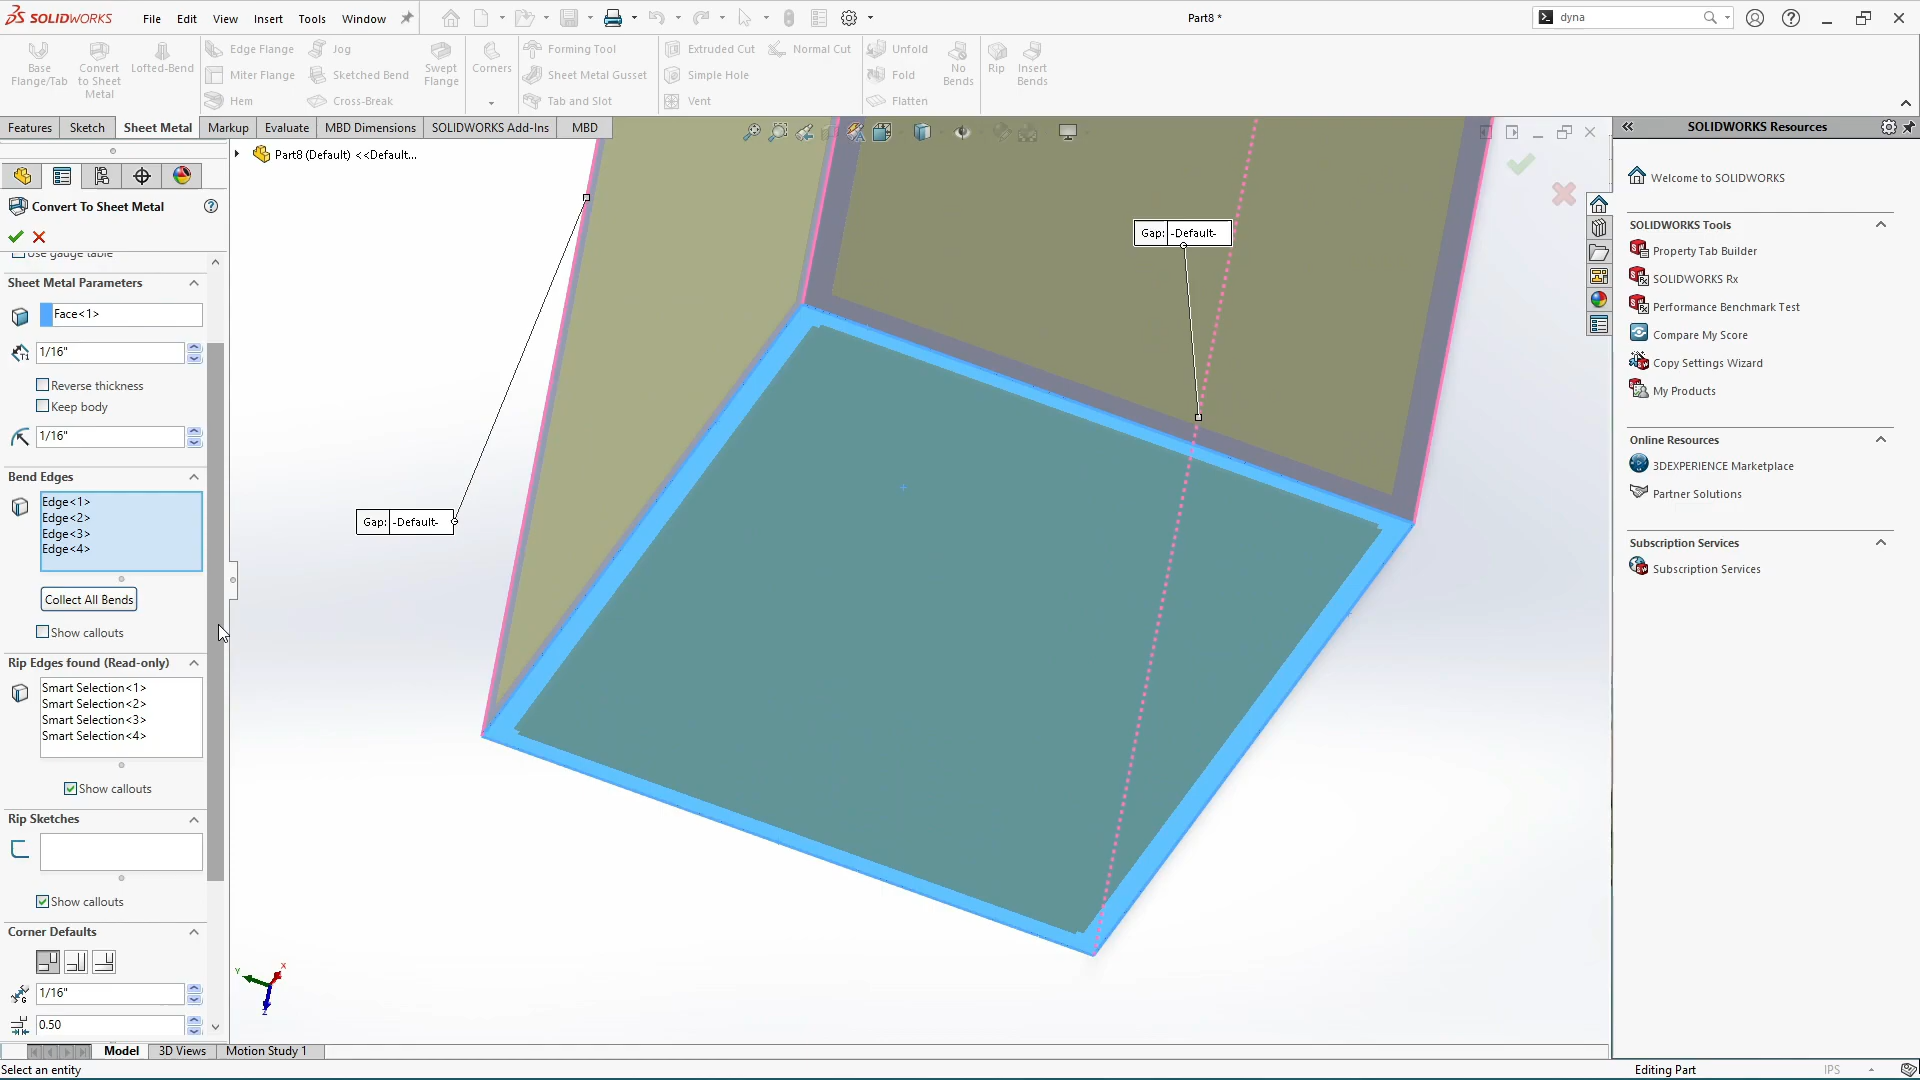 SOLIDWORKS
File Edit View Insert Tools Window
Part8 *
dyna
Base Flange/Tab
Convert to Sheet Metal
Lofted-Bend
Edge Flange
Miter Flange
Hem
Jog
Sketched Bend
Cross-Break
Swept Flange
Corners
Forming Tool
Sheet Metal Gusset
Tab and Slot
Extruded Cut
Simple Hole
Vent
Normal Cut
Unfold
Fold
Flatten
No Bends
Rip
Insert Bends
Features Sketch Sheet Metal Markup Evaluate MBD Dimensions SOLIDWORKS Add-Ins MBD
Part8 (Default) <<Default...
Convert To Sheet Metal
Use gauge table
Sheet Metal Parameters
Face<1>
1/16"
Reverse thickness
Keep body
1/16"
Bend Edges
Edge<1>
Edge<2>
Edge<3>
Edge<4>
Collect All Bends
Show callouts
Rip Edges found (Read-only)
Smart Selection<1>
Smart Selection<2>
Smart Selection<3>
Smart Selection<4>
Show callouts
Rip Sketches
Show callouts
Corner Defaults
1/16"
0.50
Gap: -Default-
Gap: -Default-
Y
X
Z
SOLIDWORKS Resources
Welcome to SOLIDWORKS
SOLIDWORKS Tools
Property Tab Builder
SOLIDWORKS Rx
Performance Benchmark Test
Compare My Score
Copy Settings Wizard
My Products
Online Resources
3DEXPERIENCE Marketplace
Partner Solutions
Subscription Services
Subscription Services
Model 3D Views Motion Study 1
Select an entity
Editing Part
IPS